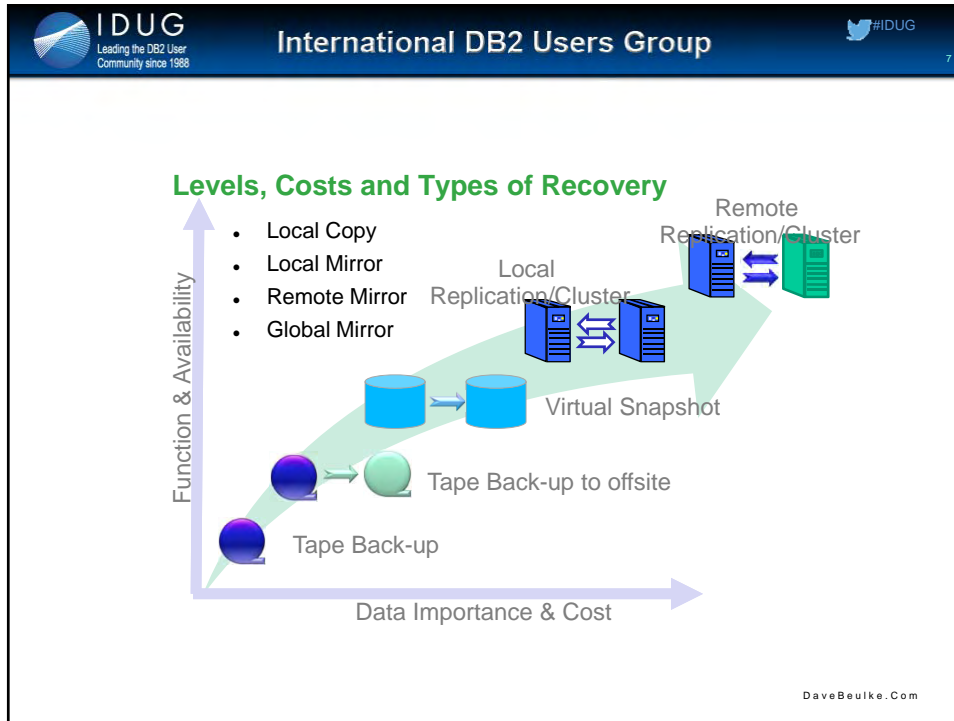 IDUG
Leading the DB2 User
Community since 1988
International DB2 Users Group
#IDUG
7
Levels, Costs and Types of Recovery
Local Copy
Local Mirror
Remote Mirror
Global Mirror
Remote
Replication/Cluster
Local
Replication/Cluster
Virtual Snapshot
Tape Back-up to offsite
Tape Back-up
Function & Availability
Data Importance & Cost
DaveBeulke.Com